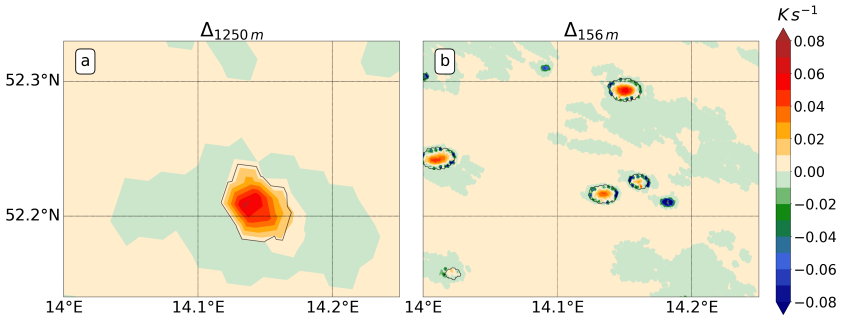 Δ1250 m
Δ156 m
K s⁻¹
a
b
52.3°N
52.2°N
14°E
14.1°E
14.2°E
14°E
14.1°E
14.2°E
0.08
0.06
0.04
0.02
0.00
−0.02
−0.04
−0.06
−0.08